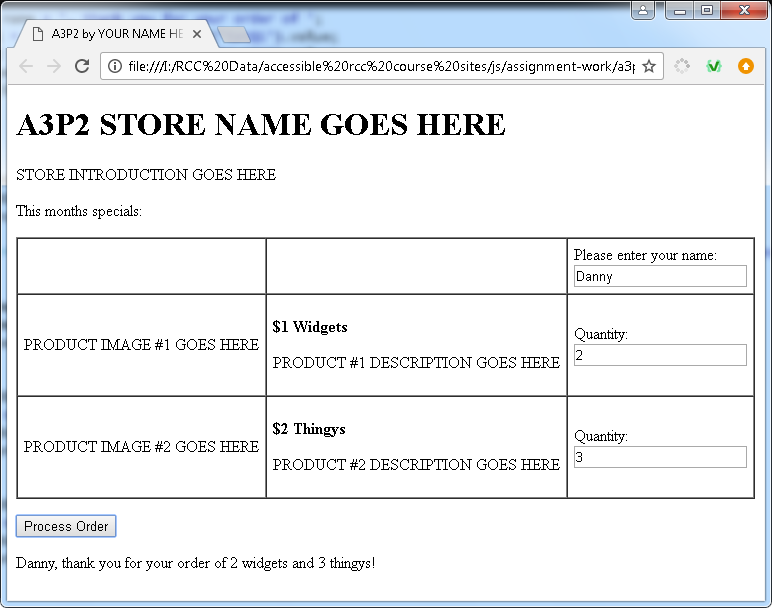 A3P2 by YOUR NAME HE
file:///I:/RCC%20Data/accessible%20rcc%20course%20sites/js/assignment-work/a3p
A3P2 STORE NAME GOES HERE
STORE INTRODUCTION GOES HERE
This months specials:
Please enter your name:
Danny
PRODUCT IMAGE #1 GOES HERE
$1 Widgets
PRODUCT #1 DESCRIPTION GOES HERE
Quantity:
2
PRODUCT IMAGE #2 GOES HERE
$2 Thingys
PRODUCT #2 DESCRIPTION GOES HERE
Quantity:
3
Process Order
Danny, thank you for your order of 2 widgets and 3 thingys!